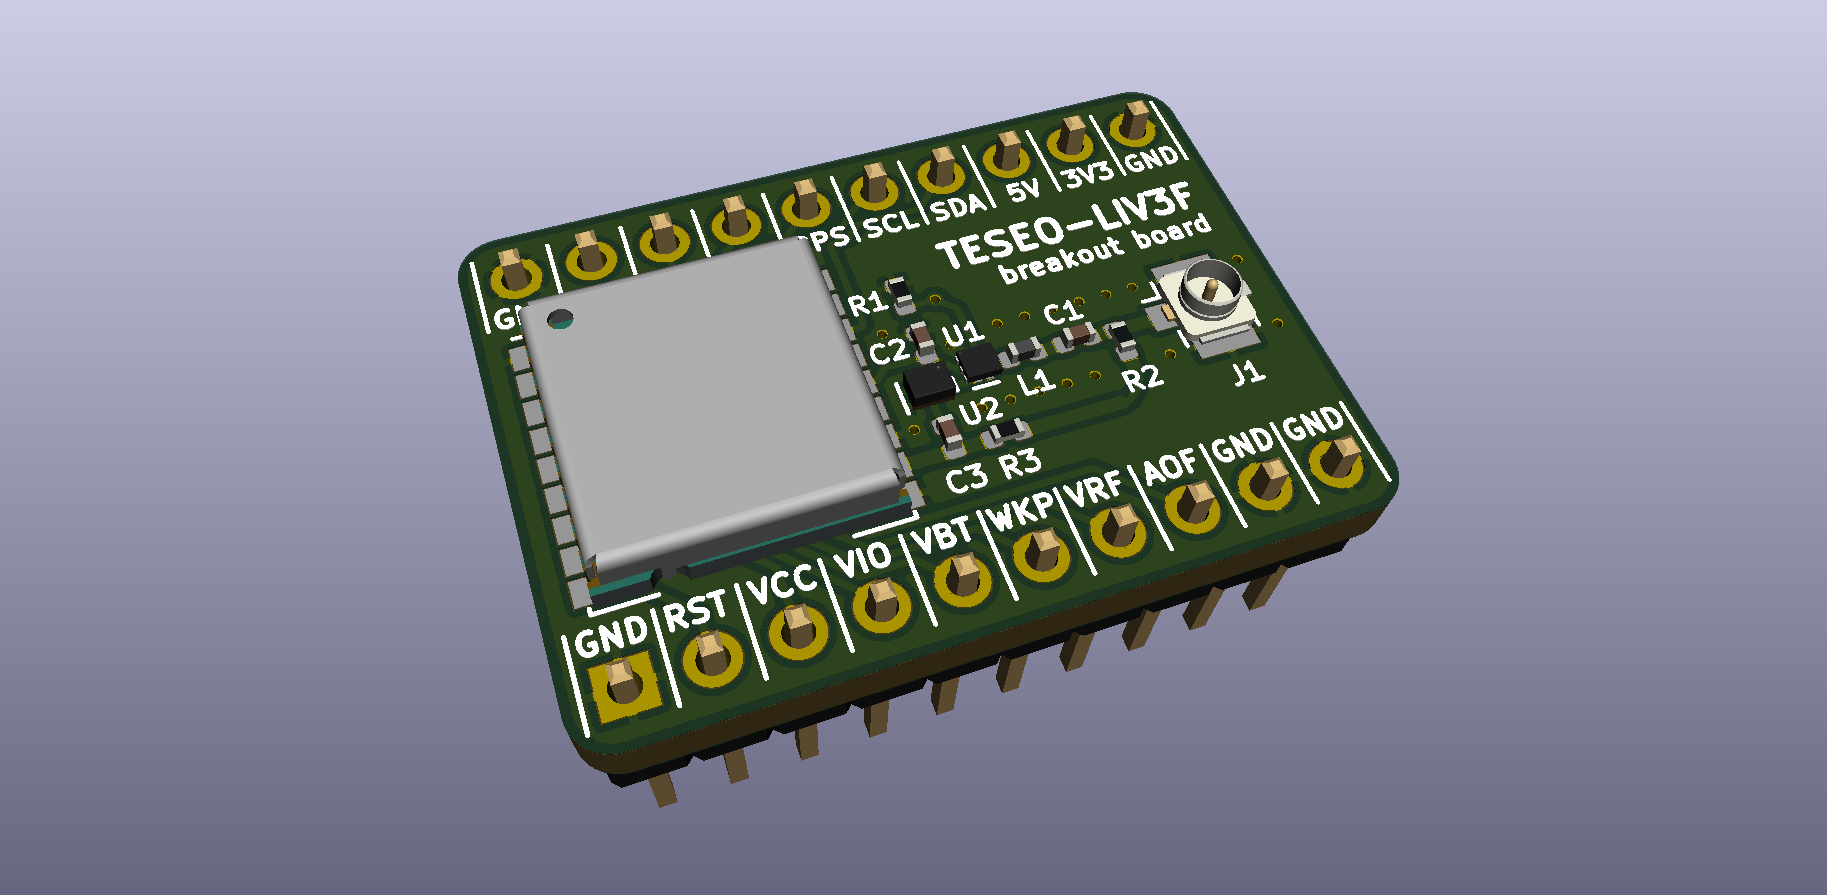 SCL
SDA
5V
3V3
GND
TESEO-LIV3F
breakout board
R1
C2
U1
C1
L1
U2
R2
J1
C3
R3
GND
RST
VCC
VIO
VBT
WKP
VRF
AOF
GND
GND